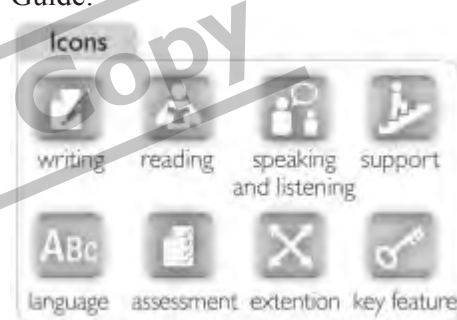 Guide.
Icons
Copy
writing reading speaking support
and listening
ABC
language assessment extention key feature